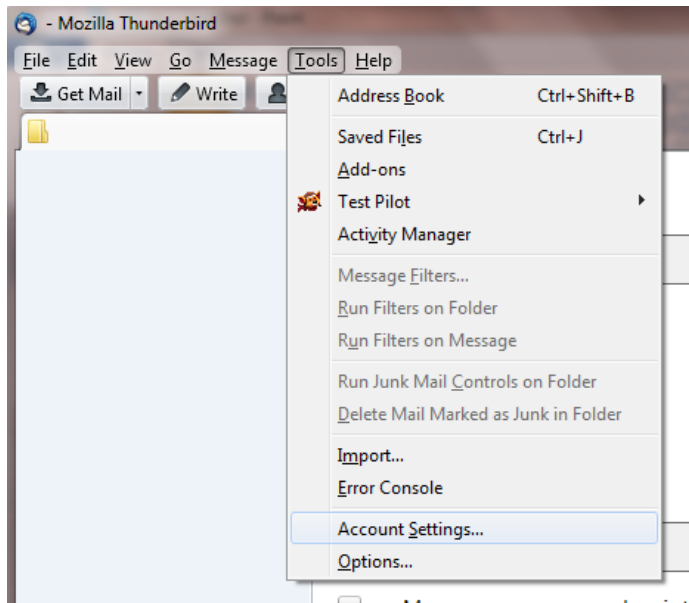 - Mozilla Thunderbird
File Edit View Go Message Tools Help
Get Mail Write
Address Book Ctrl+Shift+B
Saved Files Ctrl+J
Add-ons
Test Pilot
Activity Manager
Message Filters...
Run Filters on Folder
Run Filters on Message
Run Junk Mail Controls on Folder
Delete Mail Marked as Junk in Folder
Import...
Error Console
Account Settings...
Options...